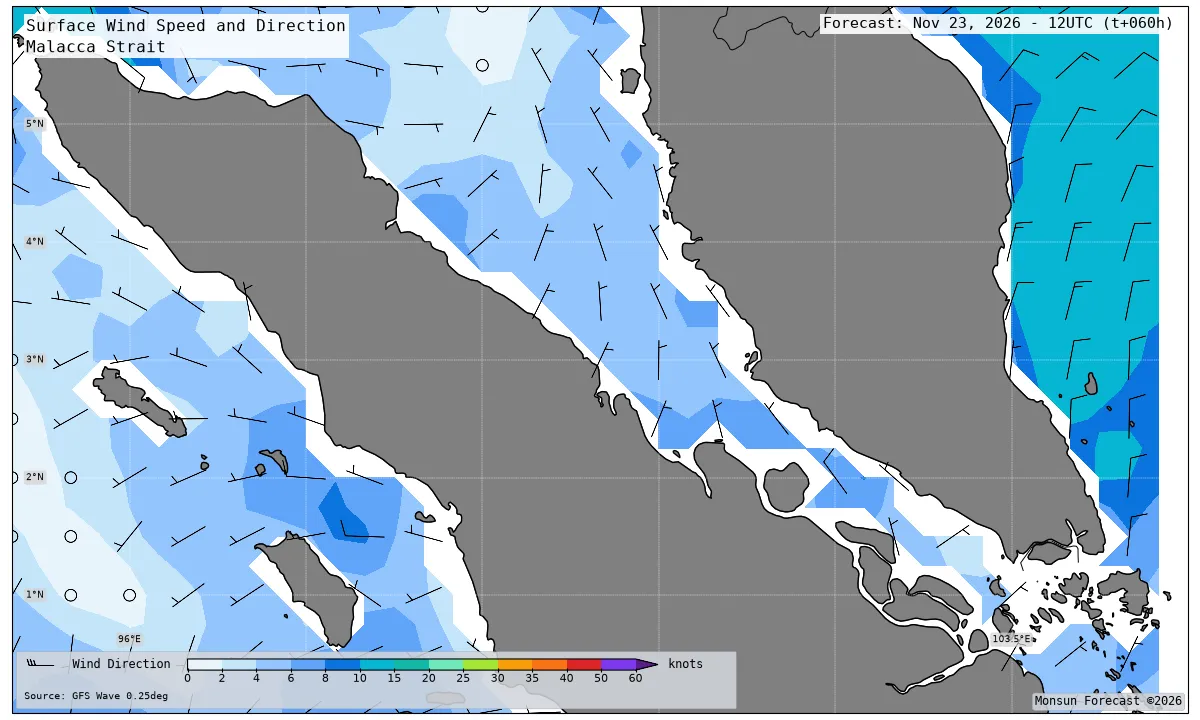 Surface Wind Speed and Direction
Malacca Strait
Forecast: Nov 23, 2026 - 12UTC (t+060h)
5°N
4°N
3°N
2°N
1°N
96°E
103.5°E
Wind Direction
knots
0 2 4 6 8 10 15 20 25 30 35 40 50 60
Source: GFS Wave 0.25deg
Monsun Forecast ©2026